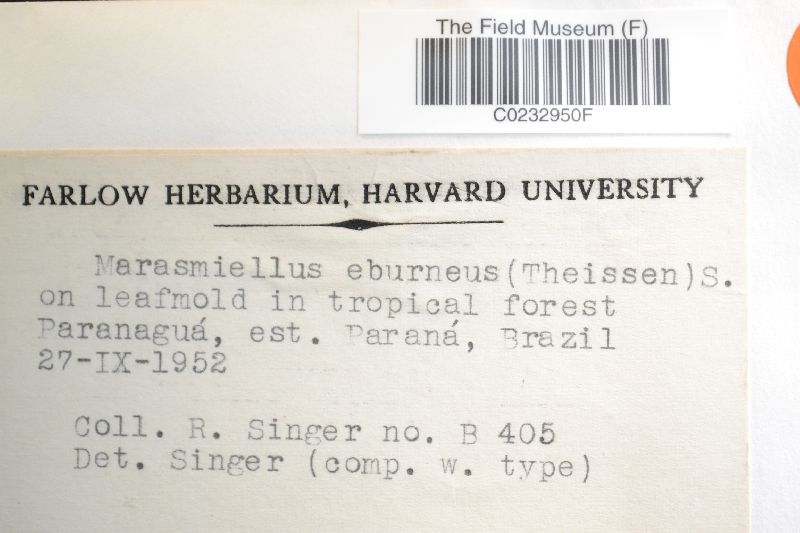 The Field Museum (F)
C0232950F
FARLOW HERBARIUM, HARVARD UNIVERSITY
Marasmiellus eburneus (Theissen) S.
on leafmold in tropical forest
Paranaguá, est. Paraná, Brazil
27-IX-1952
Coll. R. Singer no. B 405
Det. Singer (comp. w. type)